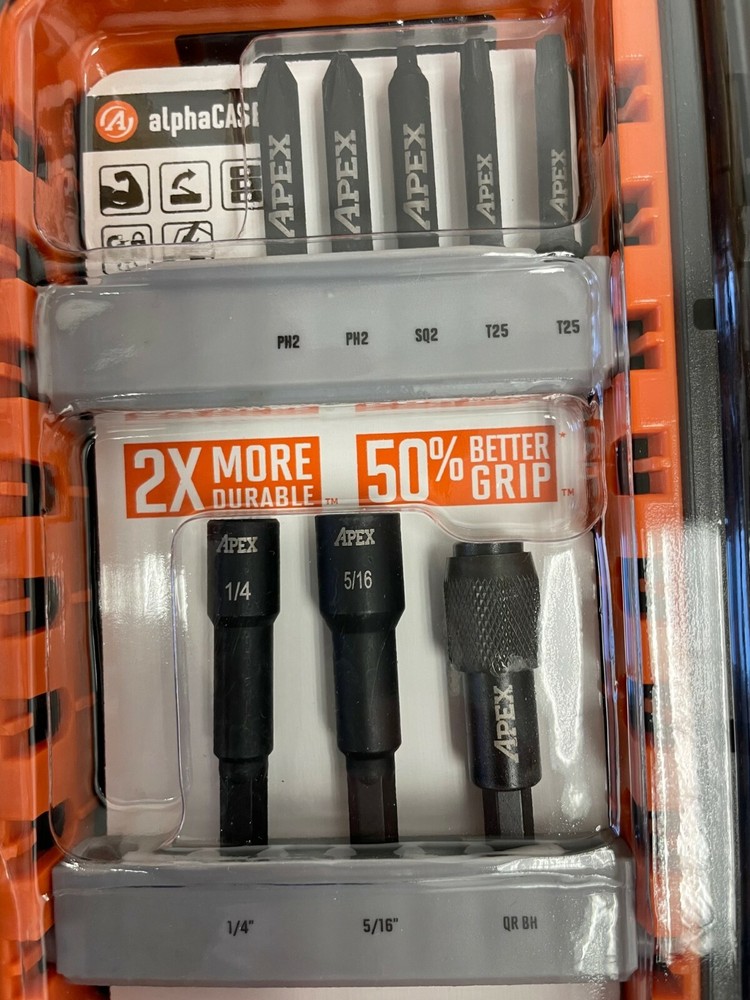 alphaCASE
APEX
APEX
APEX
APEX
APEX
PH2 PH2 SQ2 T25 T25
2X MORE DURABLE™
50% BETTER GRIP™*
APEX
1/4
APEX
5/16
APEX
1/4" 5/16" QR BH